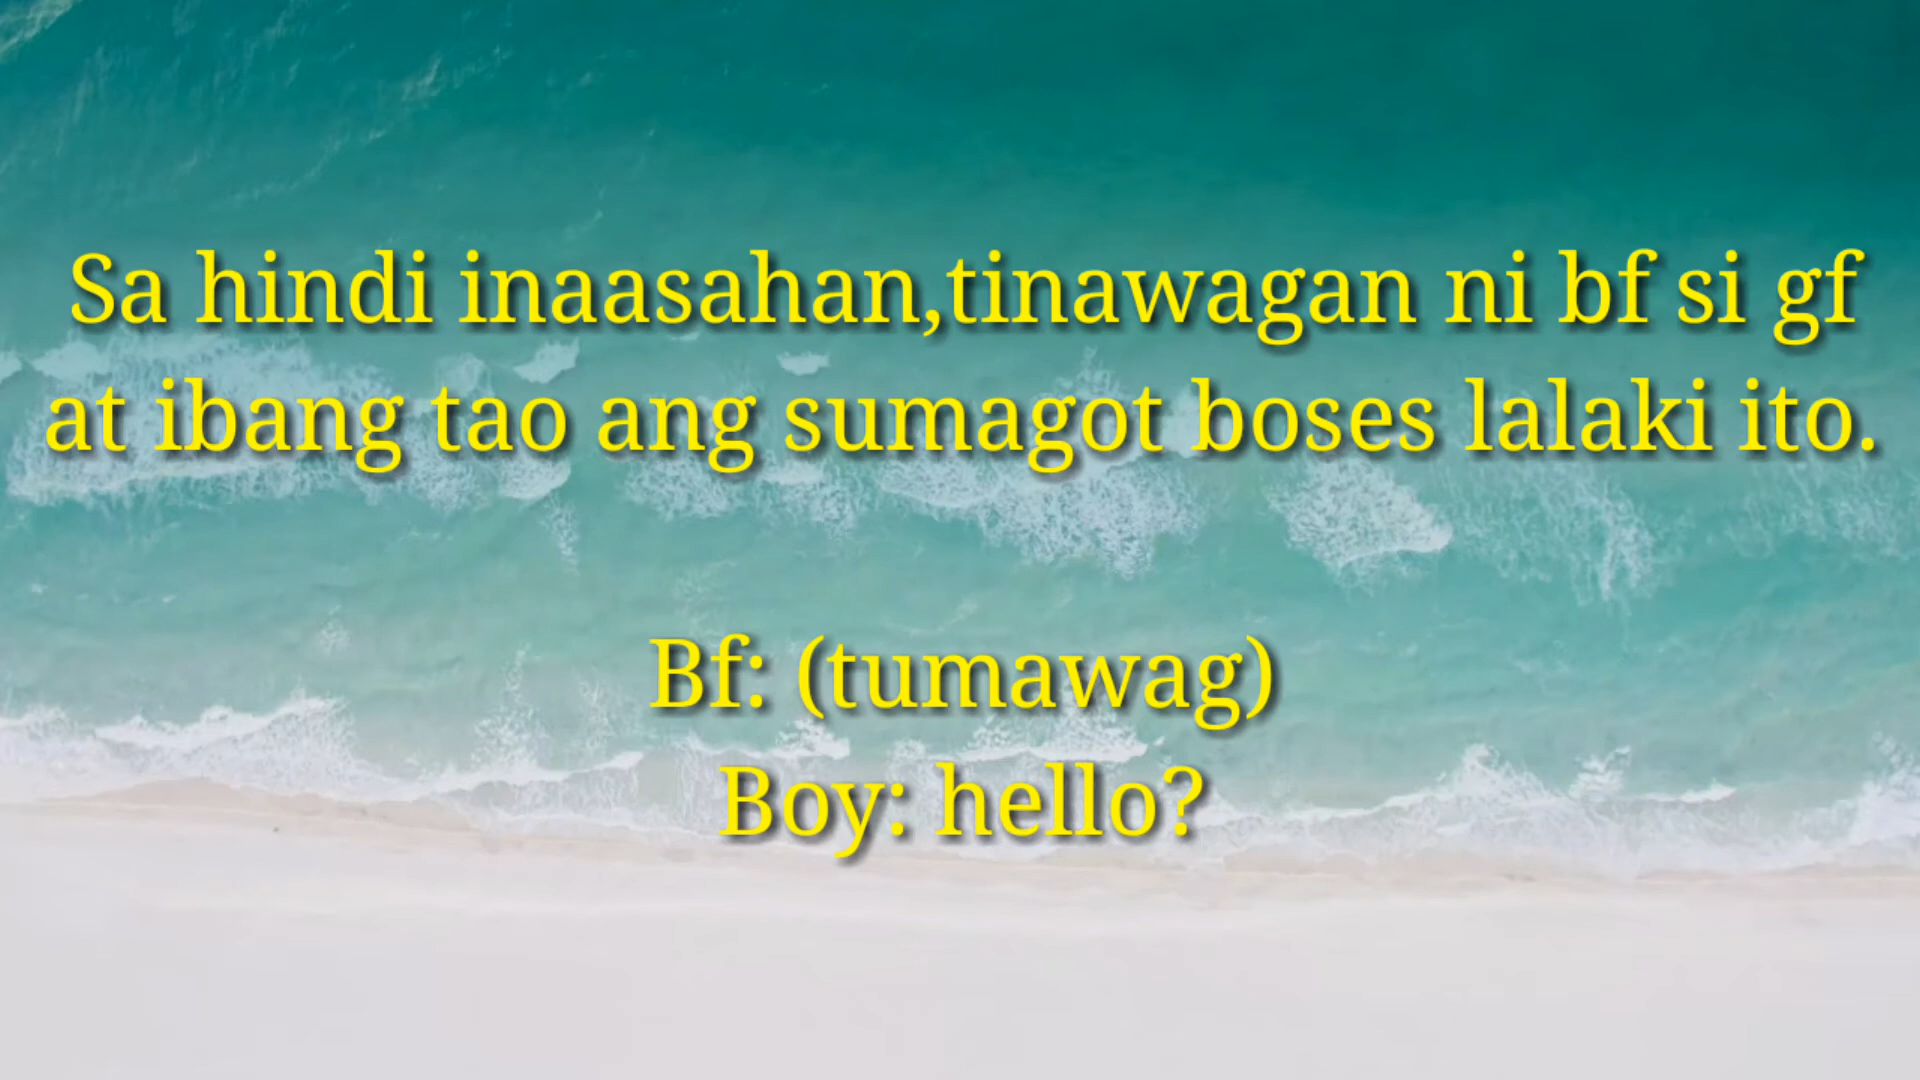 Sa hindi inaasahan,tinawagan ni bf si gf
at ibang tao ang sumagot boses lalaki ito.
Bf: (tumawag)
Boy: hello?